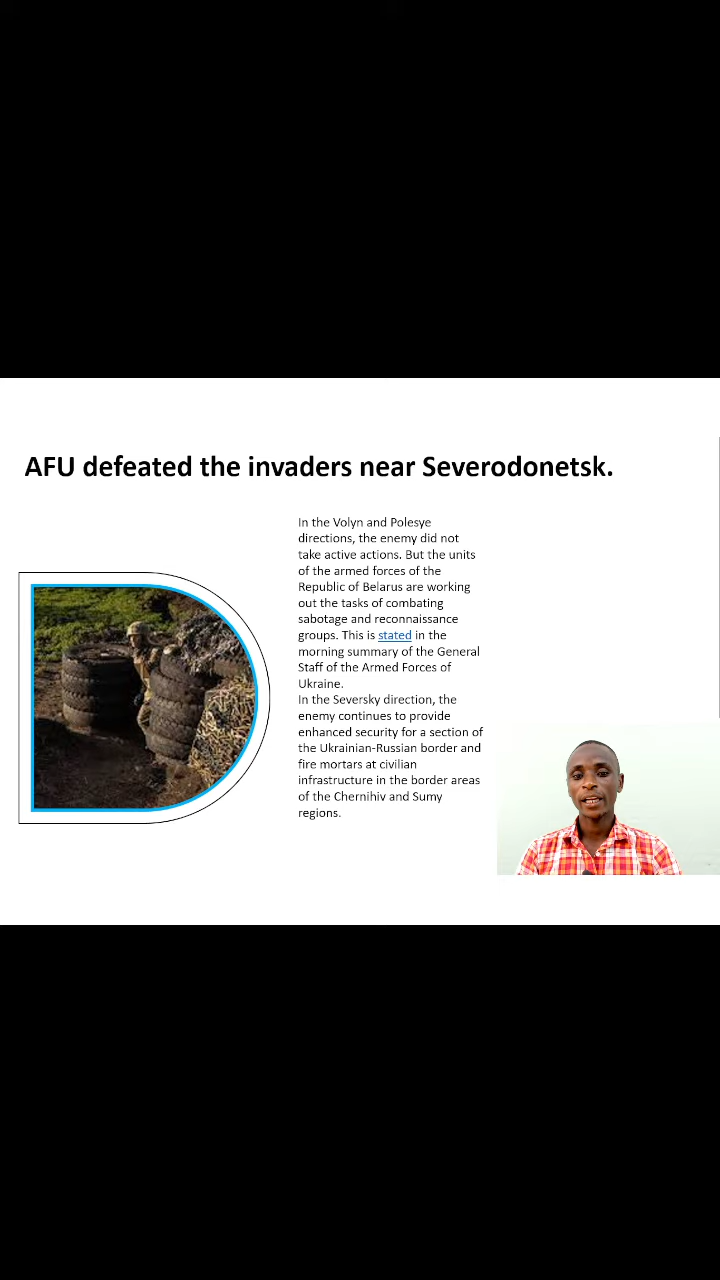 AFU defeated the invaders near Severodonetsk.
In the Volyn and Polesye
directions, the enemy did not
take active actions. But the units
of the armed forces of the
Republic of Belarus are working
out the tasks of combating
sabotage and reconnaissance
groups. This is stated in the
morning summary of the General
Staff of the Armed Forces of
Ukraine.
In the Seversky direction, the
enemy continues to provide
enhanced security for a section of
the Ukrainian-Russian border and
fire mortars at civilian
infrastructure in the border areas
of the Chernihiv and Sumy
regions.